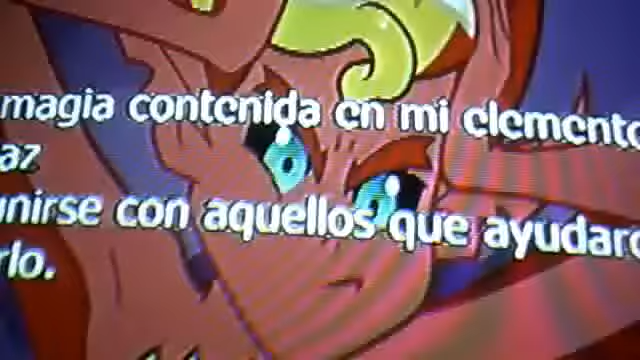 magia contenida en mi elemento
az
unirse con aquellos que ayudaro
rlo.